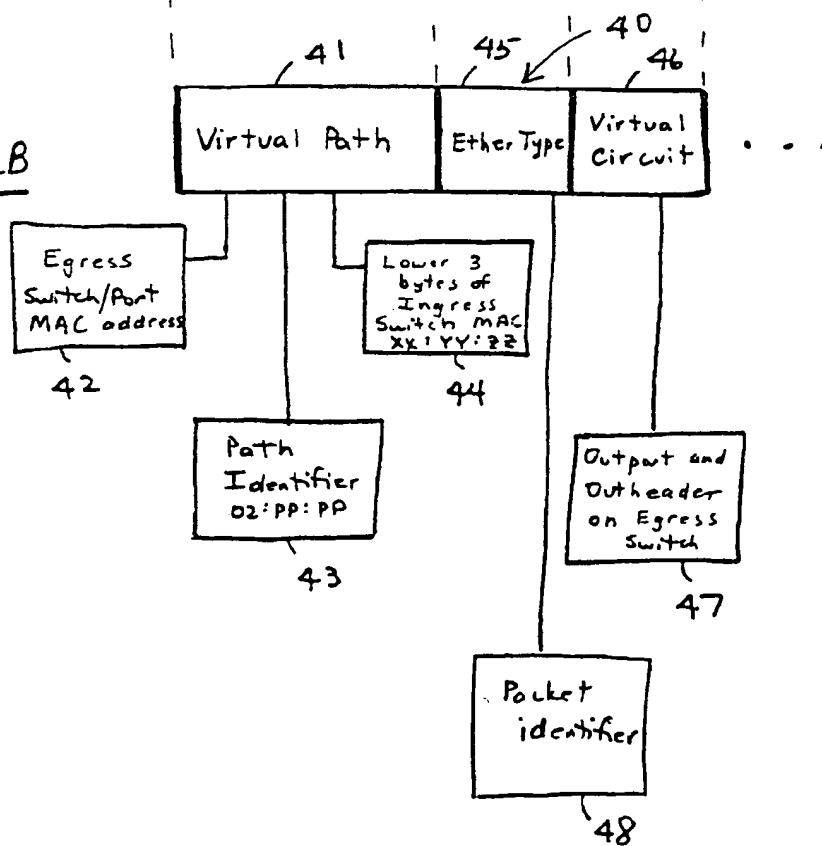 41
45
40
46
Virtual Path
EtherType
Virtual
Circuit
. . .
B
Egress
Switch/Port
MAC address
42
Lower 3
bytes of
Ingress
Switch MAC
XX:YY:ZZ
44
Path
Identifier
02:PP:PP
43
Outport and
Outheader
on Egress
Switch
47
Packet
identifier
48